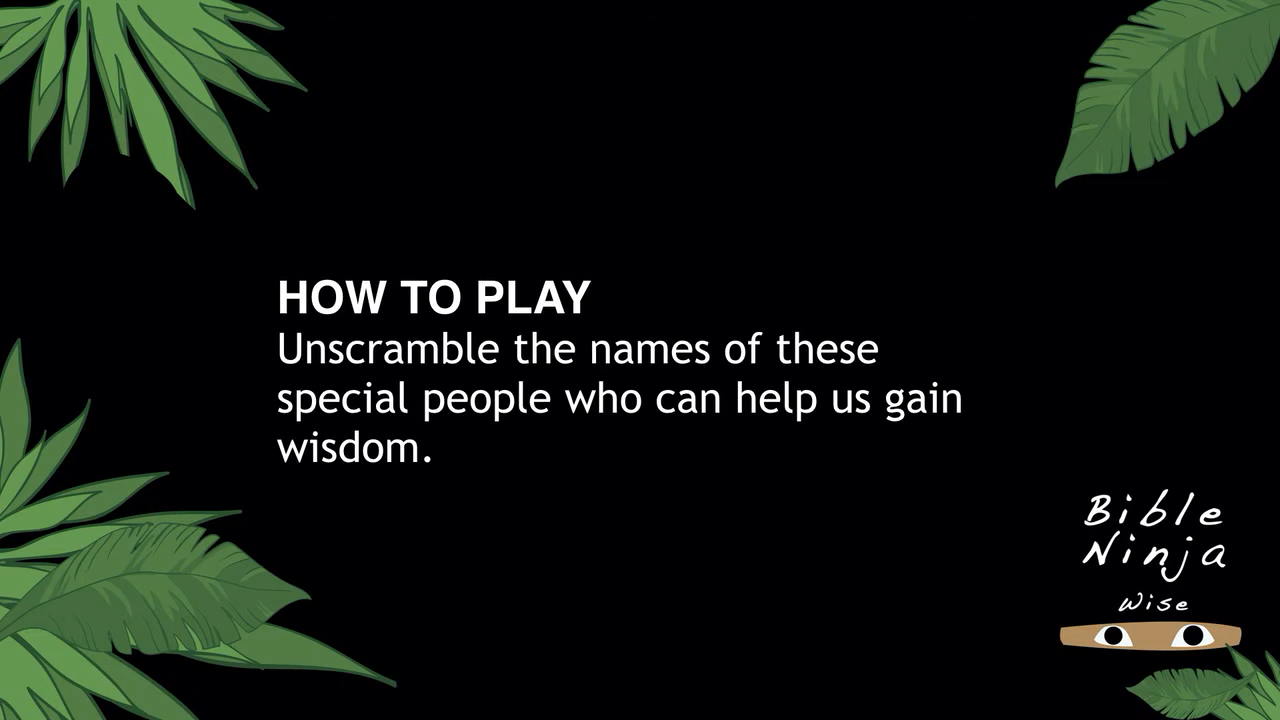 HOW TO PLAY
Unscramble the names of these
special people who can help us gain
wisdom.
Bible
Ninja
Wise